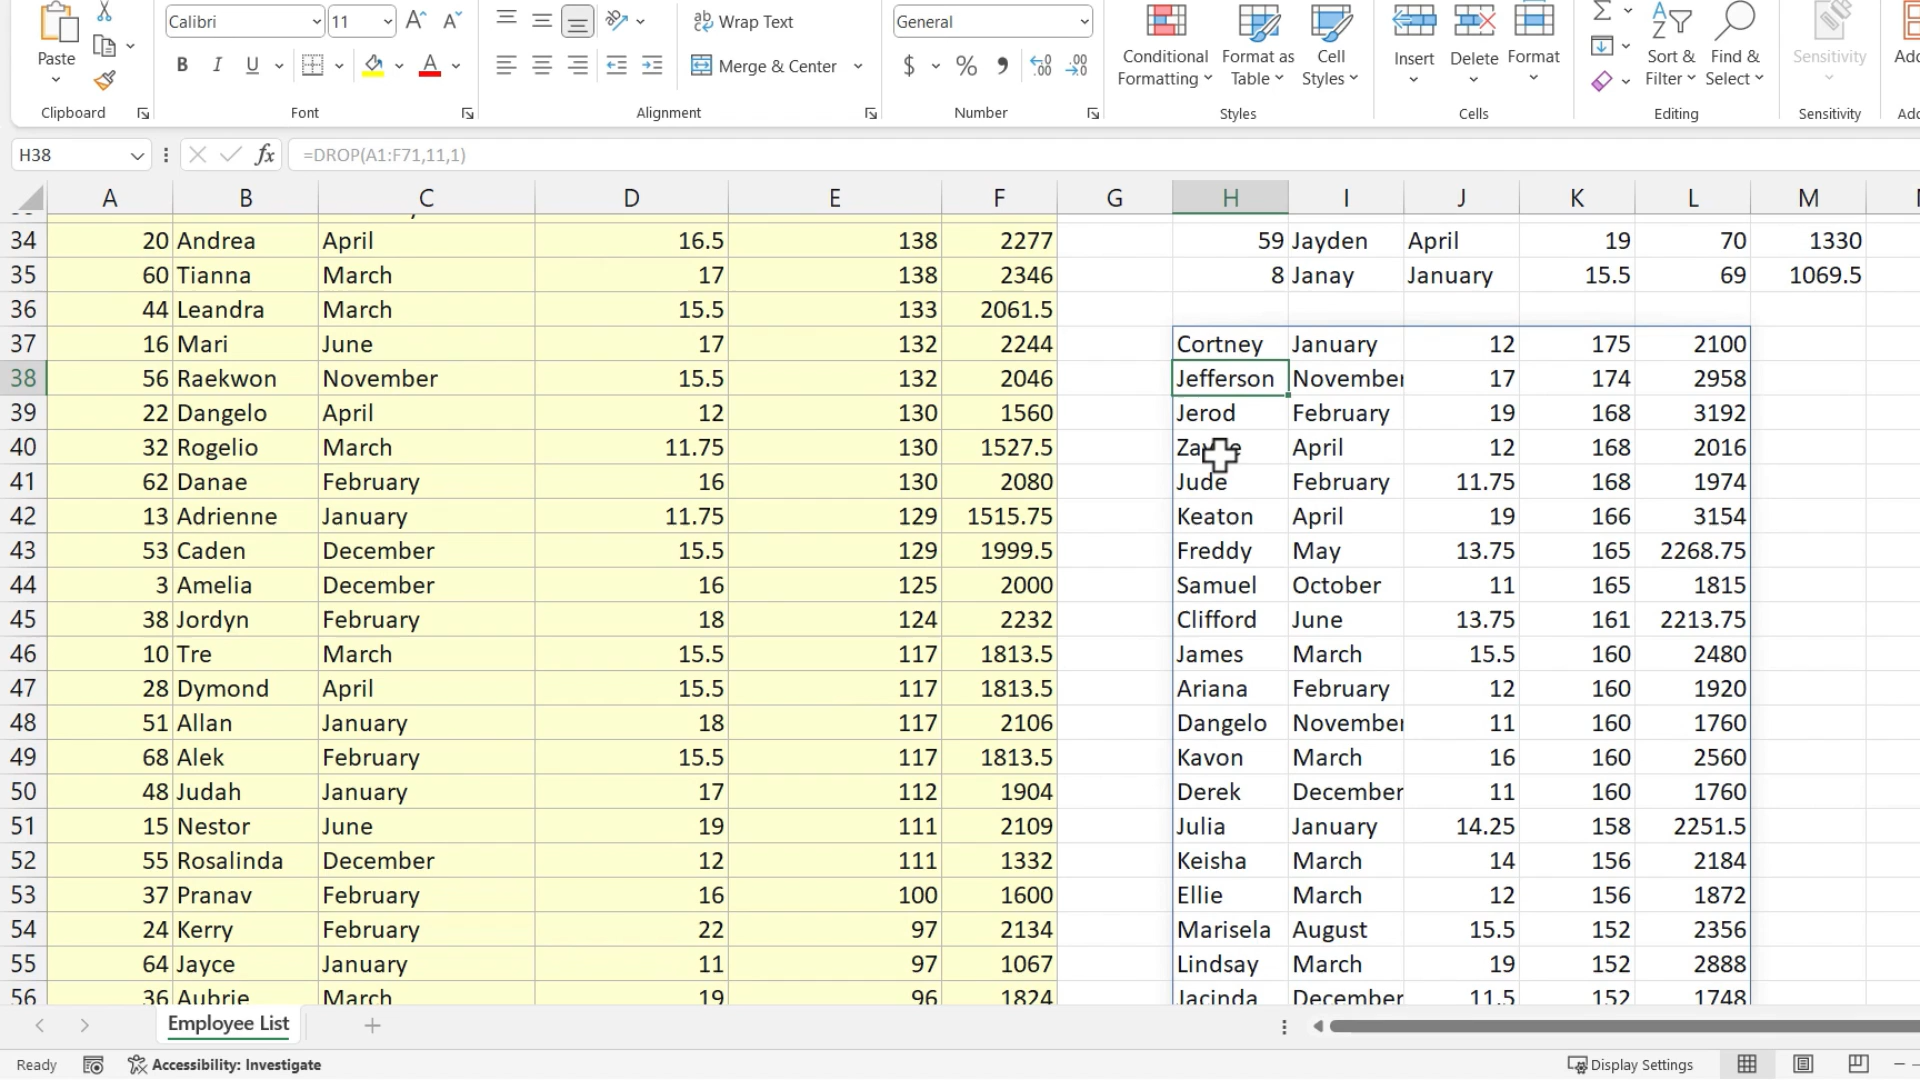 Paste
Clipboard
Calibri 11 A^ A˅
B I U A
Font
ab Wrap Text
Merge & Center
Alignment
General
$ % , .00 .00
Number
Conditional Formatting
Format as Table
Cell Styles
Styles
Insert
Delete
Format
Cells
Σ
Sort & Filter
Find & Select
Editing
Sensitivity
Sensitivity
H38 fx =DROP(A1:F71,11,1)
A B C D E F G H I J K L M
34 20 Andrea April 16.5 138 2277 59 Jayden April 19 70 1330
35 60 Tianna March 17 138 2346 8 Janay January 15.5 69 1069.5
36 44 Leandra March 15.5 133 2061.5
37 16 Mari June 17 132 2244 Cortney January 12 175 2100
38 56 Raekwon November 15.5 132 2046 Jefferson November 17 174 2958
39 22 Dangelo April 12 130 1560 Jerod February 19 168 3192
40 32 Rogelio March 11.75 130 1527.5 April 12 168 2016
41 62 Danae February 16 130 2080 Jude February 11.75 168 1974
42 13 Adrienne January 11.75 129 1515.75 Keaton April 19 166 3154
43 53 Caden December 15.5 129 1999.5 Freddy May 13.75 165 2268.75
44 3 Amelia December 16 125 2000 Samuel October 11 165 1815
45 38 Jordyn February 18 124 2232 Clifford June 13.75 161 2213.75
46 10 Tre March 15.5 117 1813.5 James March 15.5 160 2480
47 28 Dymond April 15.5 117 1813.5 Ariana February 12 160 1920
48 51 Allan January 18 117 2106 Dangelo November 11 160 1760
49 68 Alek February 15.5 117 1813.5 Kavon March 16 160 2560
50 48 Judah January 17 112 1904 Derek December 11 160 1760
51 15 Nestor June 19 111 2109 Julia January 14.25 158 2251.5
52 55 Rosalinda December 12 111 1332 Keisha March 14 156 2184
53 37 Pranav February 16 100 1600 Ellie March 12 156 1872
54 24 Kerry February 22 97 2134 Marisela August 15.5 152 2356
55 64 Jayce January 11 97 1067 Lindsay March 19 152 2888
56 36 Aubrie March 19 96 1824 Jacinda December 11.5 152 1748
Employee List
Ready Accessibility: Investigate Display Settings